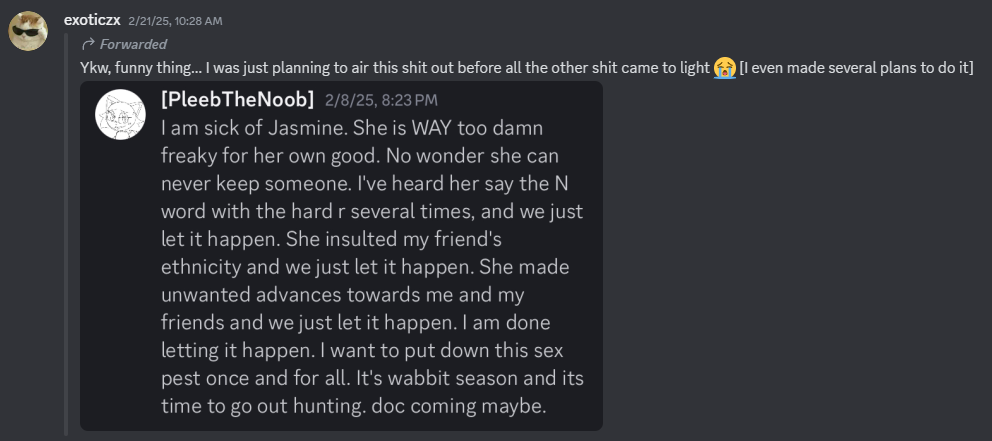 exoticzx 2/21/25, 10:28 AM
Forwarded
Ykw, funny thing... I was just planning to air this shit out before all the other shit came to light 😭 [I even made several plans to do it]
[PleebTheNoob] 2/8/25, 8:23 PM
I am sick of Jasmine. She is WAY too damn
freaky for her own good. No wonder she can
never keep someone. I've heard her say the N
word with the hard r several times, and we just
let it happen. She insulted my friend's
ethnicity and we just let it happen. She made
unwanted advances towards me and my
friends and we just let it happen. I am done
letting it happen. I want to put down this sex
pest once and for all. It's wabbit season and its
time to go out hunting. doc coming maybe.